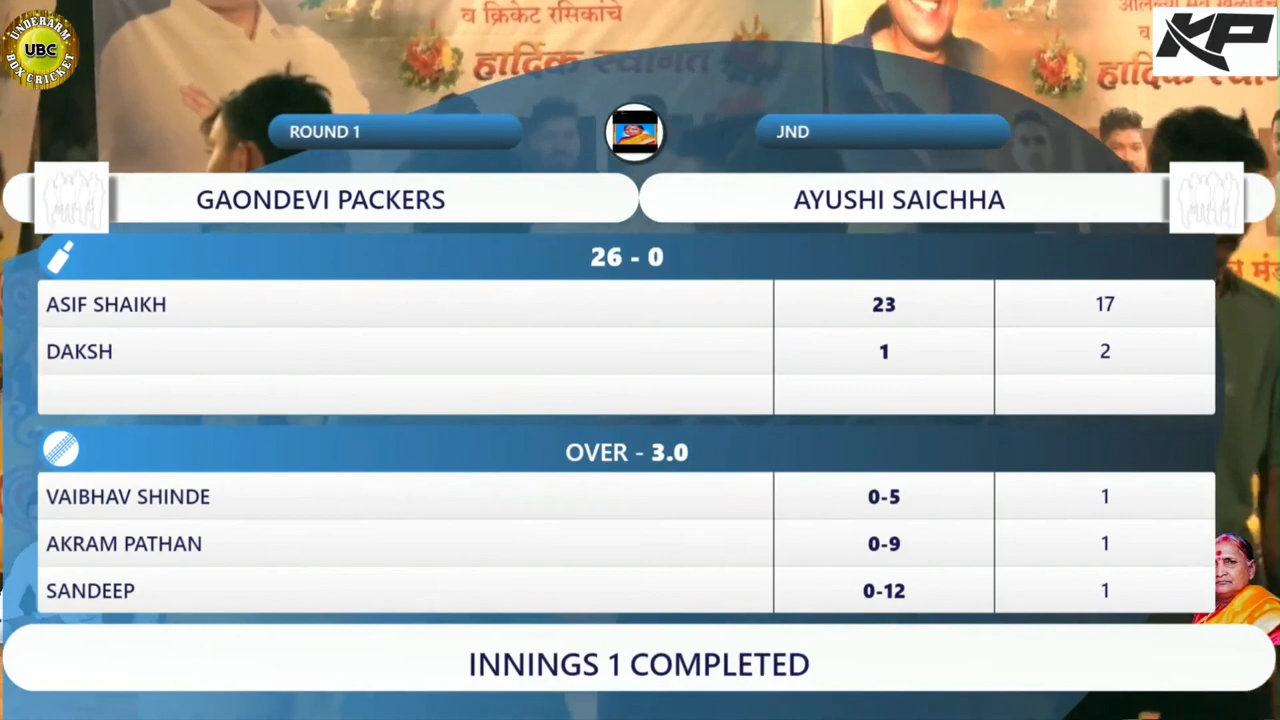 व क्रिकेट रसिकांचे
हार्दिक स्वागत
व
UNDERARM
UBC
BOX CRICKET
KP
ROUND 1
JND
GAONDEVI PACKERS
AYUSHI SAICHHA
26 - 0
ASIF SHAIKH 23 17
DAKSH 1 2
OVER - 3.0
VAIBHAV SHINDE 0-5 1
AKRAM PATHAN 0-9 1
SANDEEP 0-12 1
INNINGS 1 COMPLETED